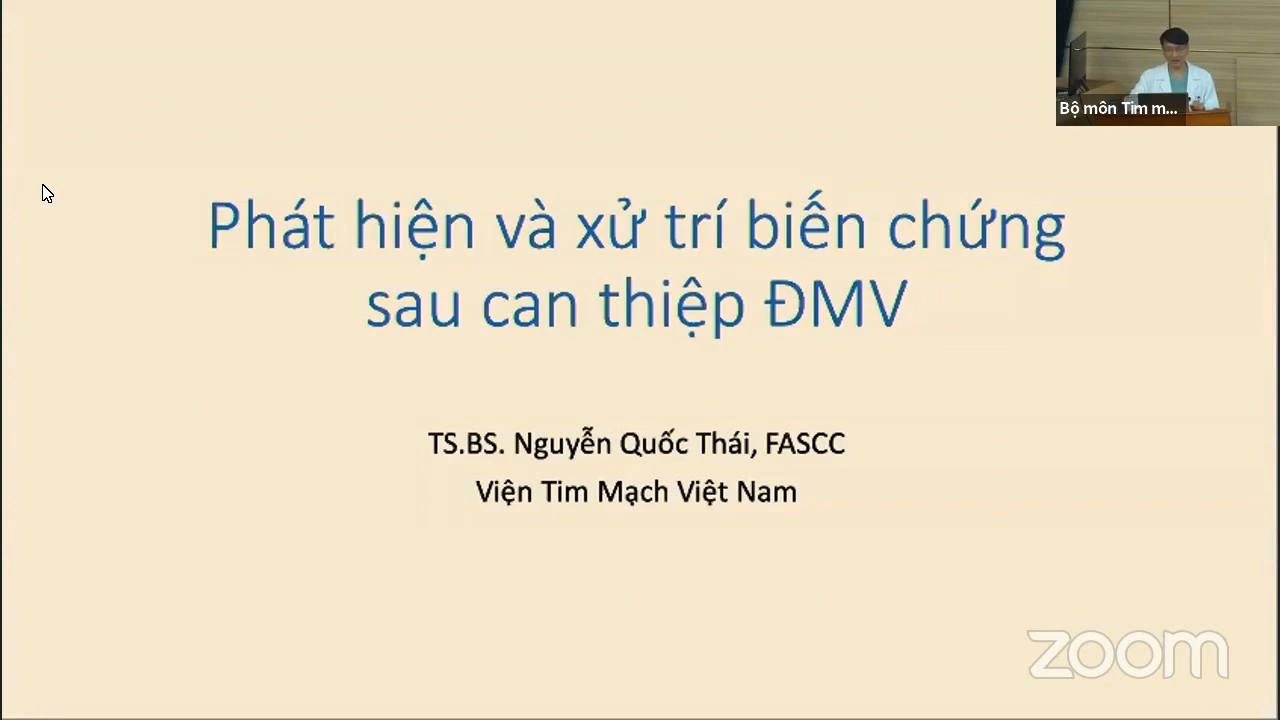 Bộ môn Tim m...
Phát hiện và xử trí biến chứng
sau can thiệp ĐMV
TS.BS. Nguyễn Quốc Thái, FASCC
Viện Tim Mạch Việt Nam
zoom